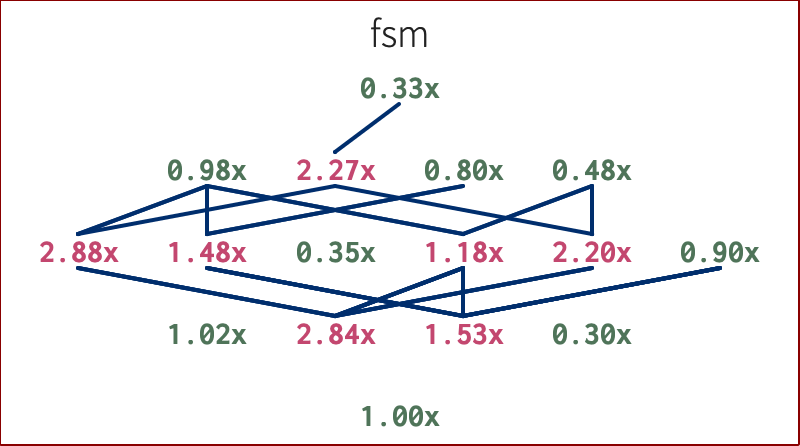 fsm
0.33x
0.98x 2.27x 0.80x 0.48x
2.88x 1.48x 0.35x 1.18x 2.20x 0.90x
1.02x 2.84x 1.53x 0.30x
1.00x